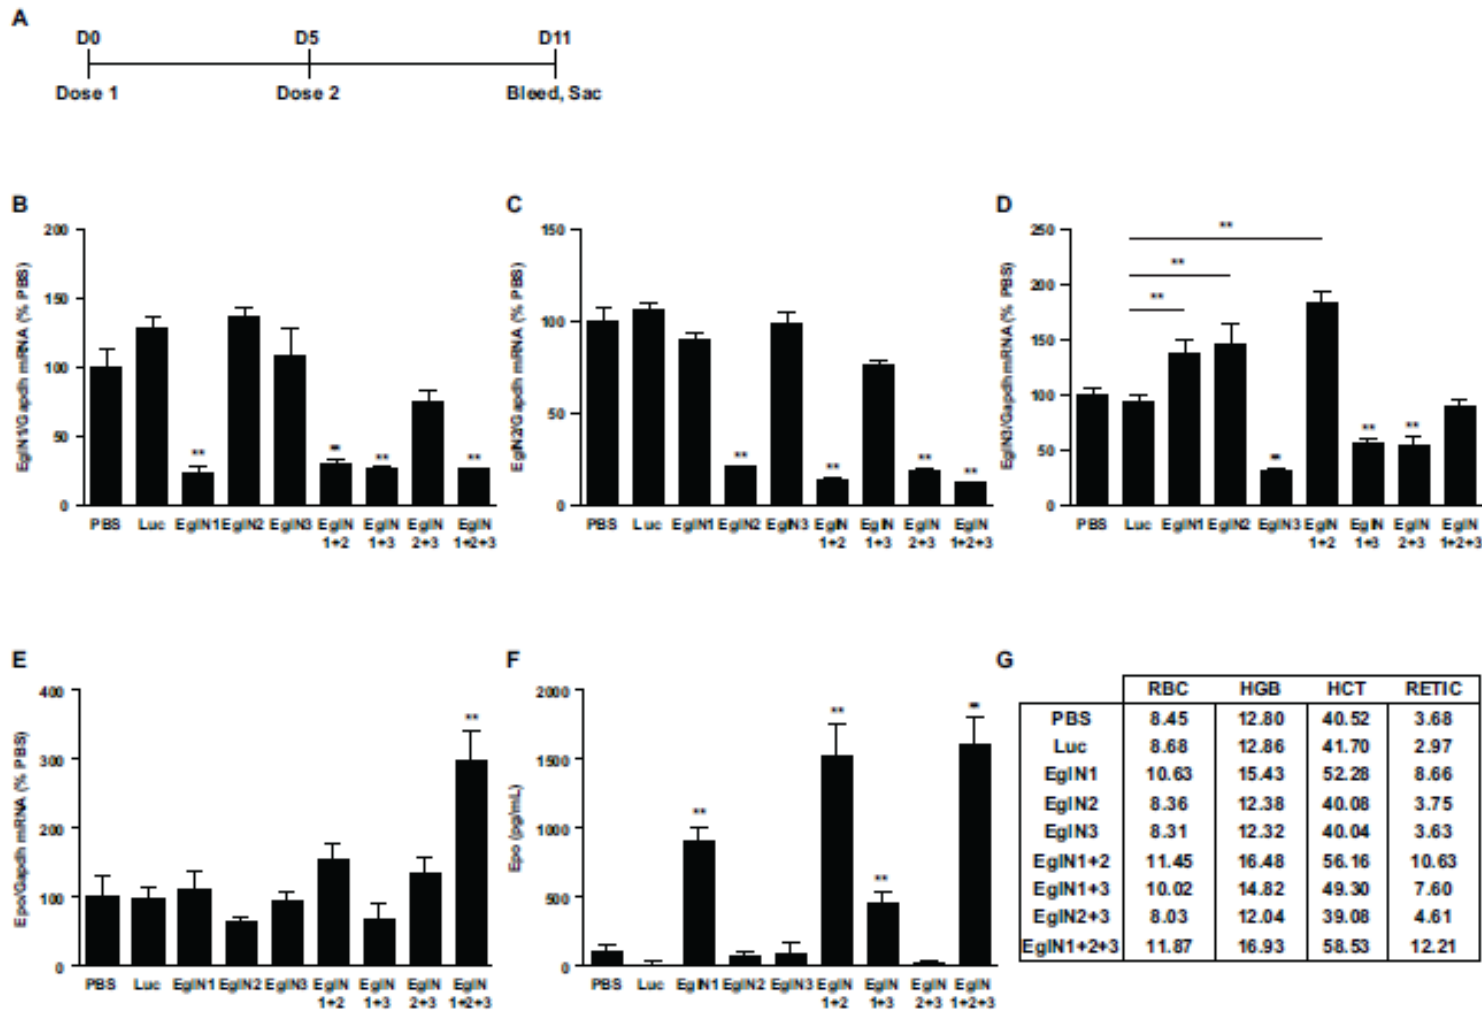 A
D0 D5 D11
Dose 1 Dose 2 Bleed, Sac
B
EglN1/Gapdh mRNA (% PBS)
200
150
100
50
0
PBS Luc EglN1 EglN2 EglN3 EglN EglN EglN EglN
1+2 1+3 2+3 1+2+3
** ** ** **
C
EglN2/Gapdh mRNA (% PBS)
150
100
50
0
PBS Luc EglN1 EglN2 EglN3 EglN EglN EglN EglN
1+2 1+3 2+3 1+2+3
** ** ** **
D
EglN3/Gapdh mRNA (% PBS)
250
200
150
100
50
0
**
**
**
** ** **
PBS Luc EglN1 EglN2 EglN3 EglN EglN EglN EglN
1+2 1+3 2+3 1+2+3
E
Epo/Gapdh mRNA (% PBS)
400
300
200
100
0
**
PBS Luc EglN1 EglN2 EglN3 EglN EglN EglN EglN
1+2 1+3 2+3 1+2+3
F
Epo (pg/mL)
2000
1500
1000
500
0
** ** ** **
PBS Luc EglN1 EglN2 EglN3 EglN EglN EglN EglN
1+2 1+3 2+3 1+2+3
G
RBC HGB HCT RETIC
PBS 8.45 12.80 40.52 3.68
Luc 8.68 12.86 41.70 2.97
EglN1 10.63 15.43 52.28 8.66
EglN2 8.36 12.38 40.08 3.75
EglN3 8.31 12.32 40.04 3.63
EglN1+2 11.45 16.48 56.16 10.63
EglN1+3 10.02 14.82 49.30 7.60
EglN2+3 8.03 12.04 39.08 4.61
EglN1+2+3 11.87 16.93 58.53 12.21